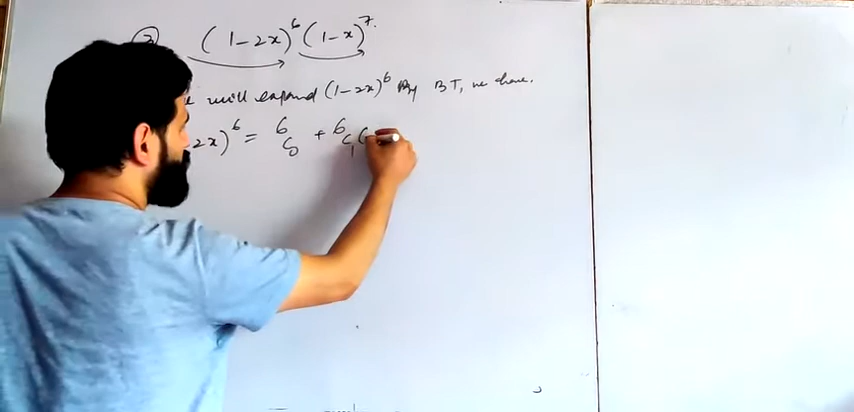 (1-2x)^6 (1-x)^7.
will expand (1-2x)^6 By BT, we have.
2x)^6 = 6C0 + 6C1 (